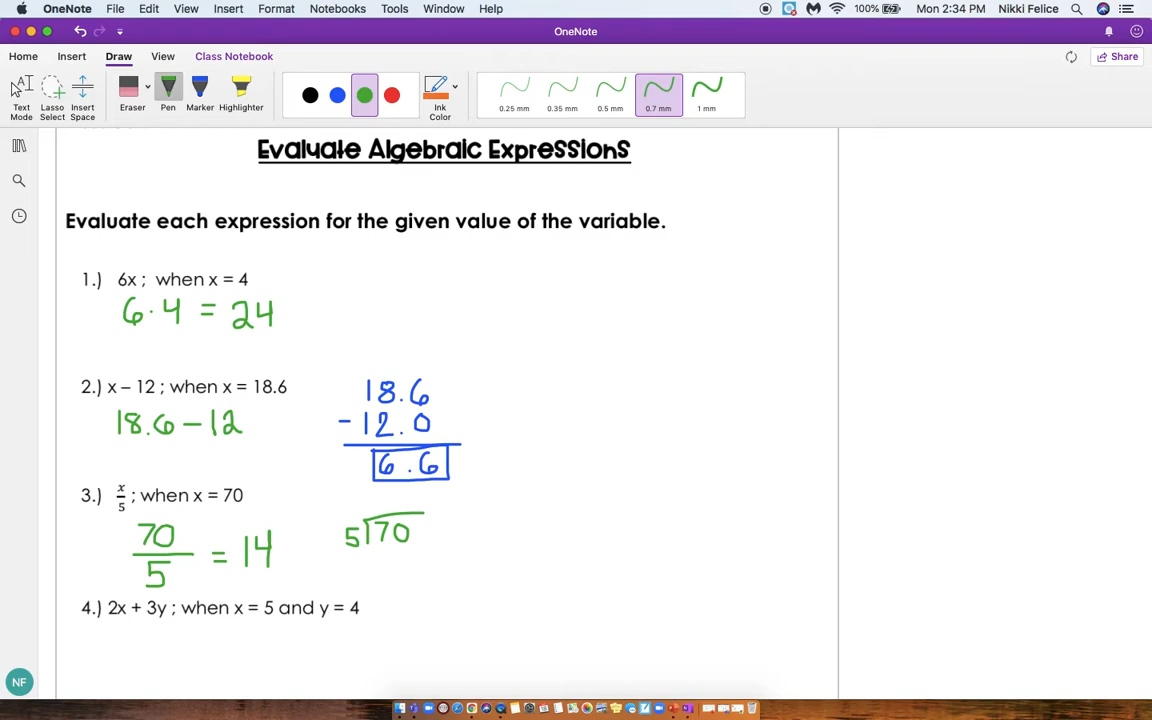 OneNote File Edit View Insert Format Notebooks Tools Window Help 100% Mon 2:34 PM Nikki Felice
OneNote
Home Insert Draw View Class Notebook Share
Text Mode
Lasso Select
Insert Space
Eraser
Pen
Marker
Highlighter
Ink Color
0.25 mm 0.35 mm 0.5 mm 0.7 mm 1 mm
Evaluate Algebraic Expressions
Evaluate each expression for the given value of the variable.
1.) 6x ; when x = 4
6 · 4 = 24
2.) x – 12 ; when x = 18.6
18.6 – 12
18.6
- 12.0
6.6
3.) x/5 ; when x = 70
70/5 = 14
5)70
4.) 2x + 3y ; when x = 5 and y = 4
NF